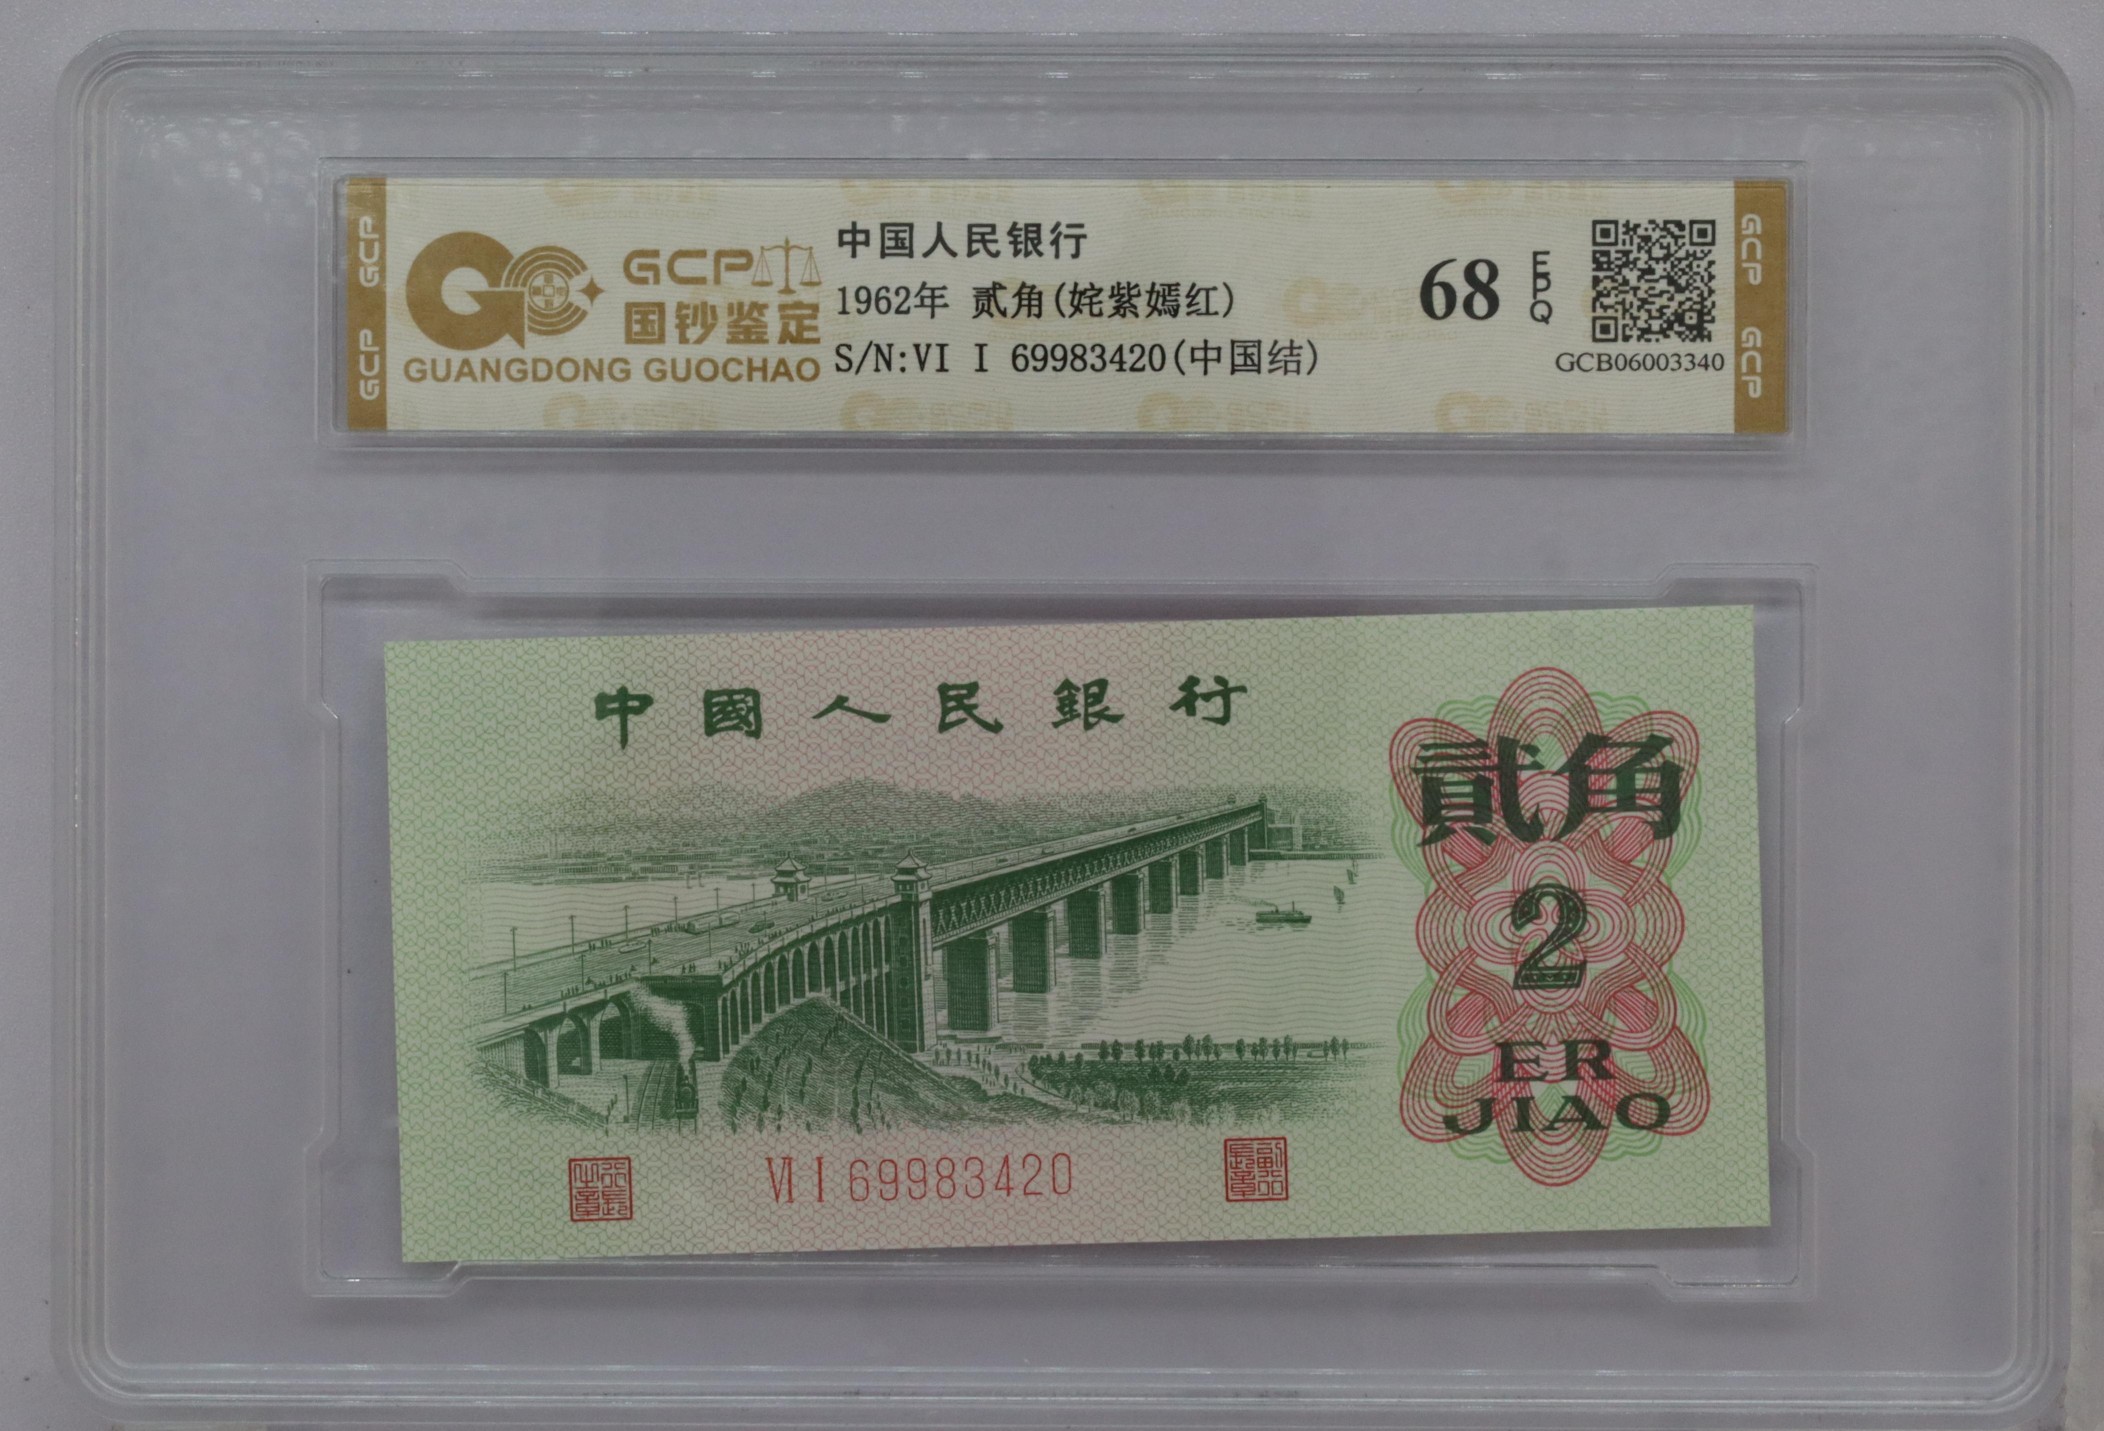 GCP
GCP
GCP
国钞鉴定
GUANGDONG GUOCHAO
中国人民银行
1962年 贰角(姹紫嫣红)
S/N:VI I 69983420(中国结)
68
EPQ
GCB06003340
GCP
GCP
中國人民銀行
貳角
2
ER
JIAO
VI I 69983420